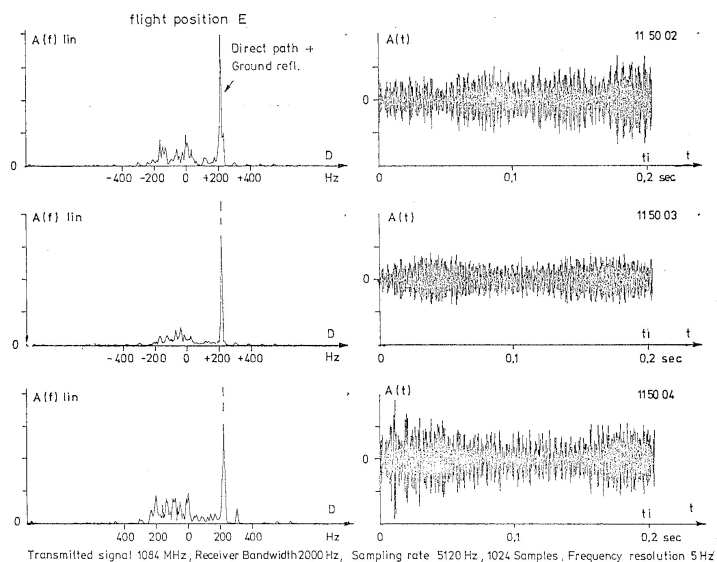 flight position E
A(f) lin
Direct path +
Ground refl.
0
D
-400 -200 0 +200 +400
Hz
A(t)
11 50 02
0
ti t
0 0,1 0,2 sec
A(f) lin
0
D
-400 -200 0 +200 +400
Hz
A(t)
11 50 03
0
ti t
0 0,1 0,2 sec
A(f) lin
0
D
400 200 0 200 400
Hz
A(t)
11 50 04
0
ti t
0 0,1 0,2 sec
Transmitted signal 1084 MHz, Receiver Bandwidth 2000 Hz, Sampling rate 5120 Hz, 1024 Samples, Frequency resolution 5 Hz